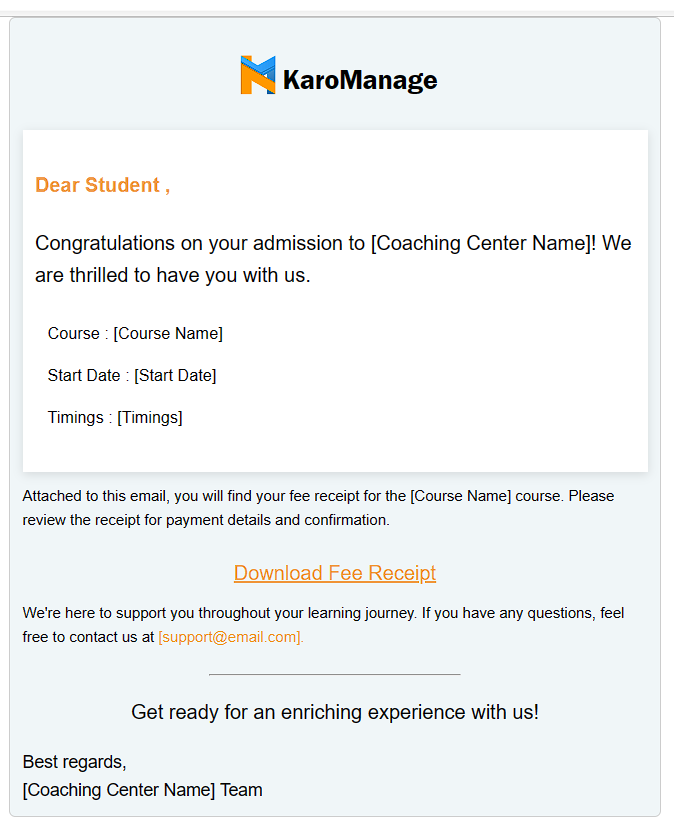 KaroManage
Dear Student ,
Congratulations on your admission to [Coaching Center Name]! We
are thrilled to have you with us.
Course : [Course Name]
Start Date : [Start Date]
Timings : [Timings]
Attached to this email, you will find your fee receipt for the [Course Name] course. Please
review the receipt for payment details and confirmation.
Download Fee Receipt
We're here to support you throughout your learning journey. If you have any questions, feel
free to contact us at [support@email.com].
Get ready for an enriching experience with us!
Best regards,
[Coaching Center Name] Team